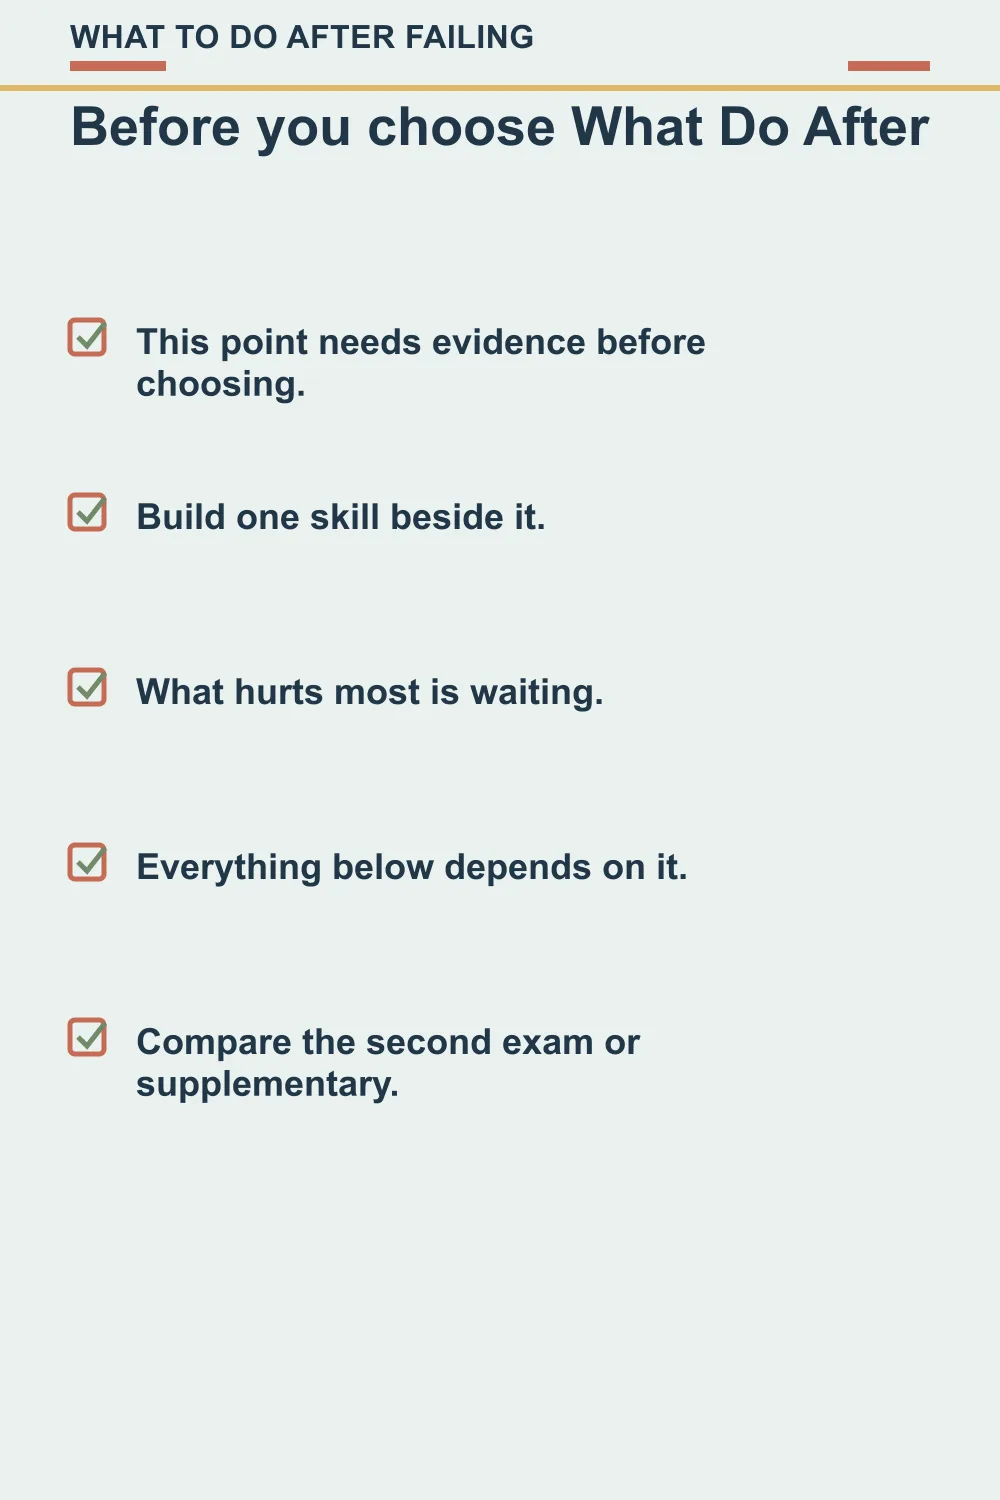 WHAT TO DO AFTER FAILING
Before you choose What Do After
This point needs evidence before
choosing.
Build one skill beside it.
What hurts most is waiting.
Everything below depends on it.
Compare the second exam or
supplementary.